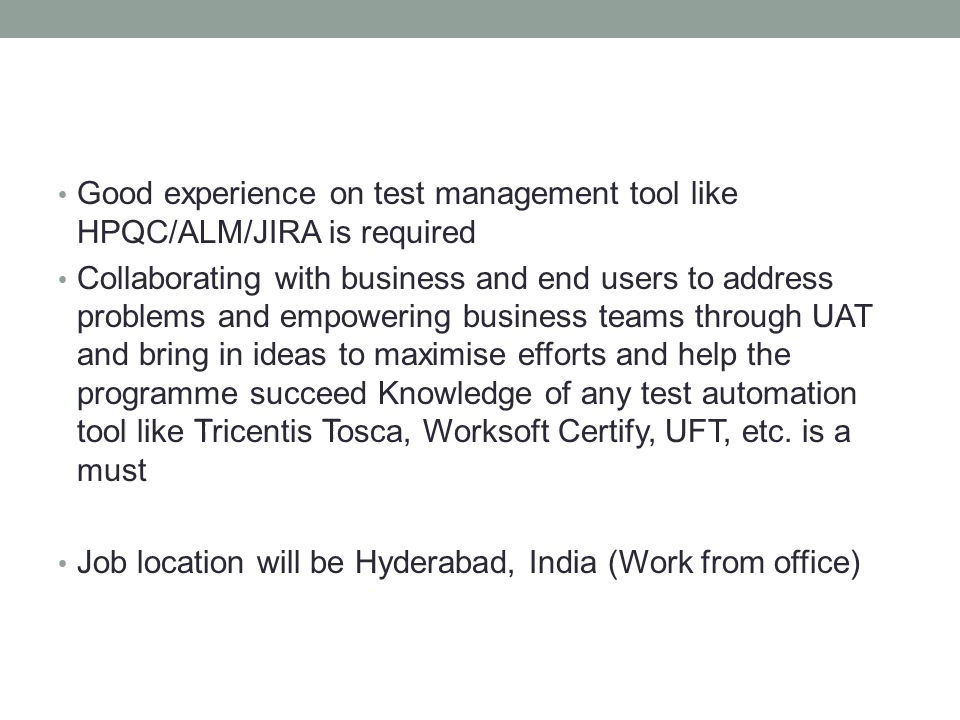 • Good experience on test management tool like
HPQC/ALM/JIRA is required
• Collaborating with business and end users to address
problems and empowering business teams through UAT
and bring in ideas to maximise efforts and help the
programme succeed Knowledge of any test automation
tool like Tricentis Tosca, Worksoft Certify, UFT, etc. is a
must
• Job location will be Hyderabad, India (Work from office)